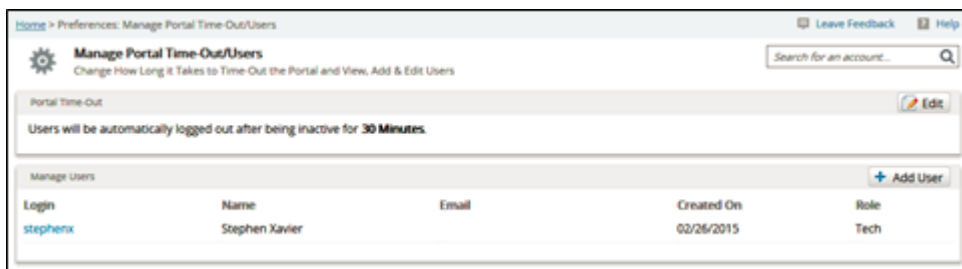 Home > Preferences: Manage Portal Time-Out/Users Leave Feedback Help
Manage Portal Time-Out/Users
Change How Long it Takes to Time-Out the Portal and View, Add & Edit Users
Search for an account...
Portal Time-Out Edit
Users will be automatically logged out after being inactive for 30 Minutes.
Manage Users Add User
Login Name Email Created On Role
stephenx Stephen Xavier 02/26/2015 Tech